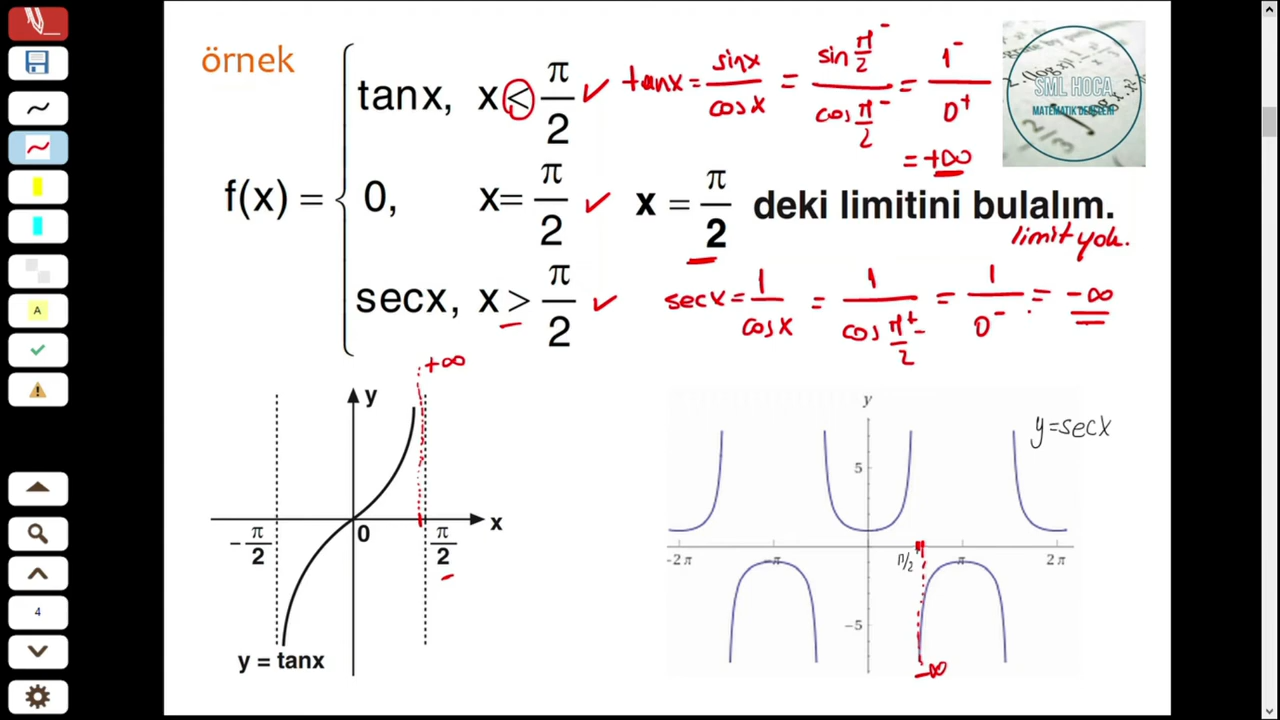 örnek
f(x) = { tanx, x < π/2 ✓
0, x = π/2 ✓
secx, x > π/2 ✓
tanx = sinx/cosx = sin π/2⁻ / cos π/2⁻ = 1⁻/0⁺
= +∞
x = π/2 deki limitini bulalım.
limit yok.
secx = 1/cosx = 1/cos π/2⁺ = 1/0⁻ = -∞
SML HOCA
MATEMATİK DERSLERİ
+∞
y
x
0
-π/2
π/2
y = tanx
y
y=secx
5
-2π
-π
π/2
π
2π
-5
-∞
A
4